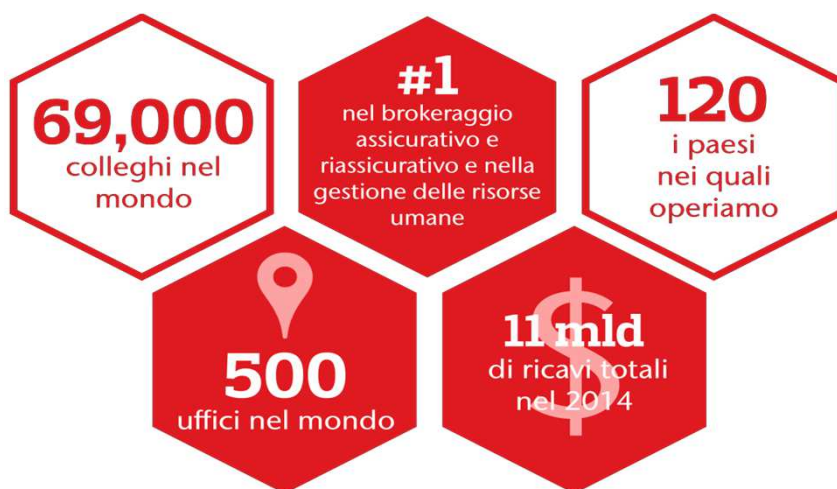 69,000
colleghi nel
mondo
#1
nel brokeraggio
assicurativo e
riassicurativo e nella
gestione delle risorse
umane
120
i paesi
nei quali
operiamo
500
uffici nel mondo
$
11 mld
di ricavi totali
nel 2014